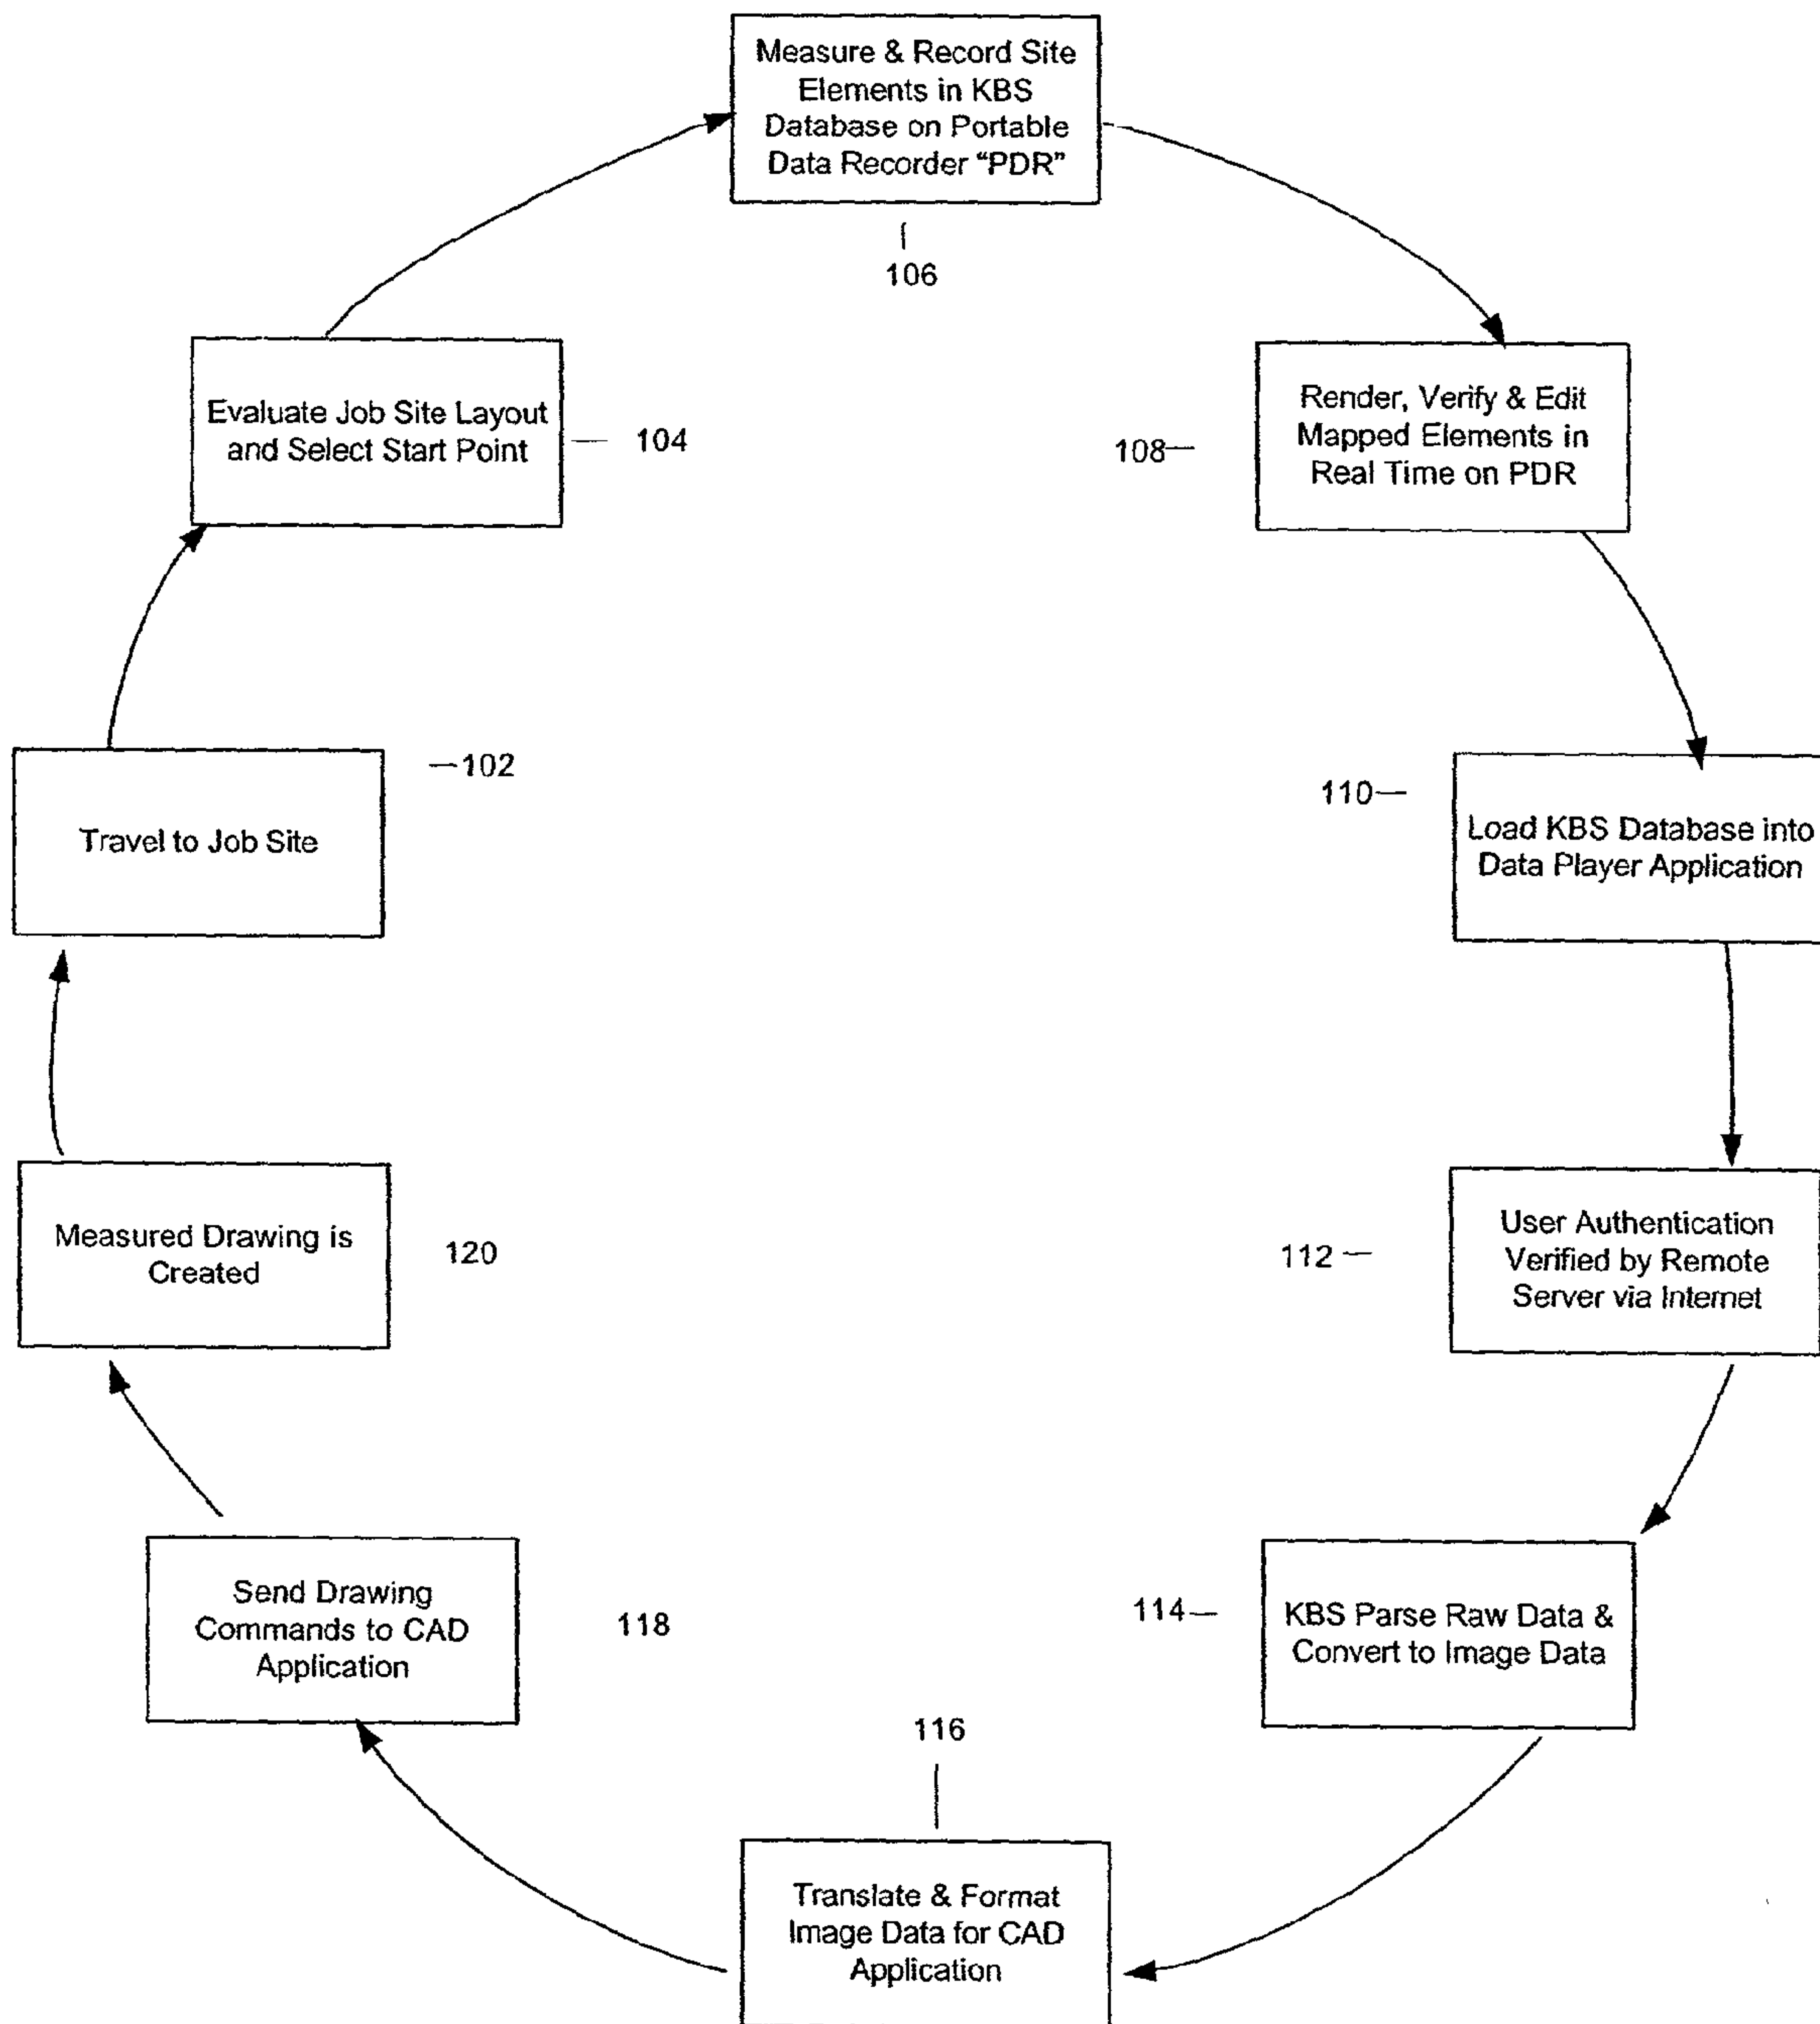 Measure & Record Site
Elements in KBS
Database on Portable
Data Recorder “PDR”
106
Evaluate Job Site Layout
and Select Start Point
104
108
Render, Verify & Edit
Mapped Elements in
Real Time on PDR
102
Travel to Job Site
110
Load KBS Database into
Data Player Application
Measured Drawing is
Created
120
112
User Authentication
Verified by Remote
Server via Internet
Send Drawing
Commands to CAD
Application
118
114
KBS Parse Raw Data &
Convert to Image Data
116
Translate & Format
Image Data for CAD
Application